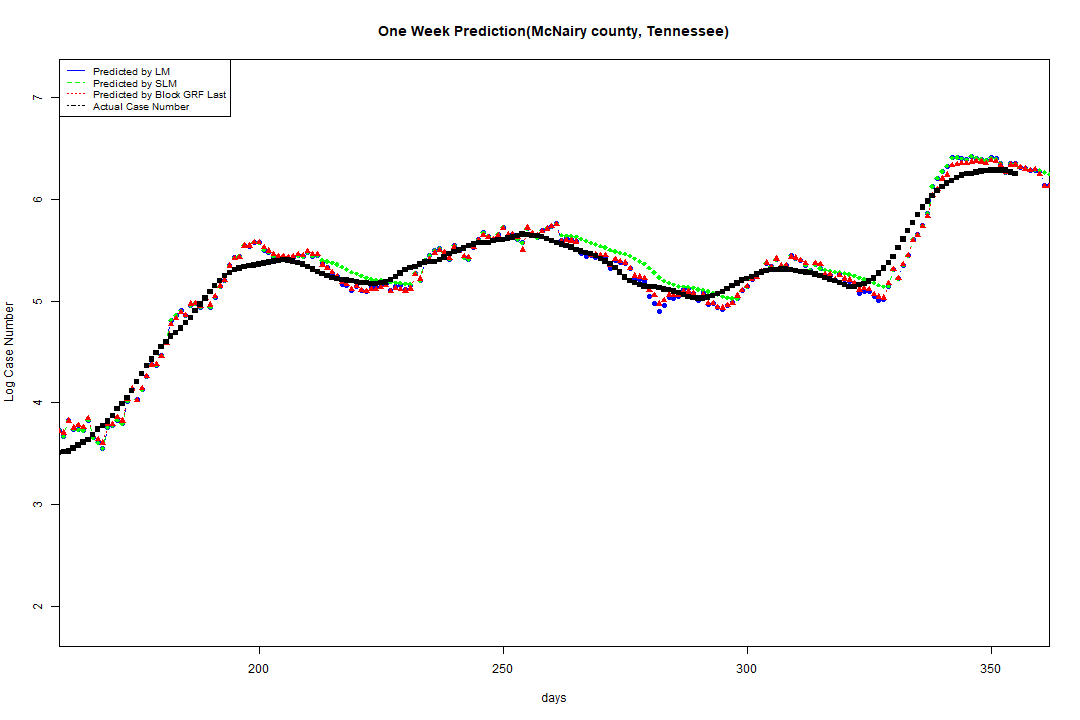 One Week Prediction(McNairy county, Tennessee)
Predicted by LM
Predicted by SLM
Predicted by Block GRF Last
Actual Case Number
7
6
5
4
3
2
Log Case Number
200
250
300
350
days